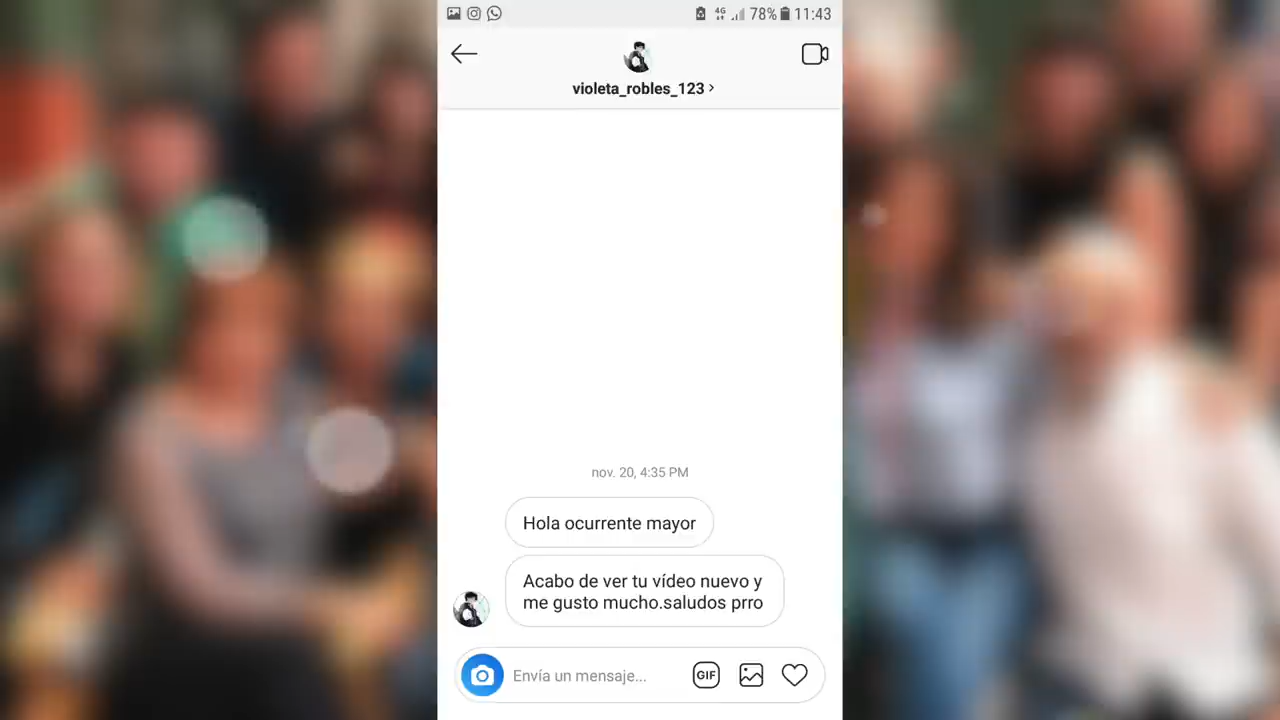 4G 78% 11:43
violeta_robles_123 ›
nov. 20, 4:35 PM
Hola ocurrente mayor
Acabo de ver tu vídeo nuevo y
me gusto mucho.saludos prro
Envía un mensaje...
GIF